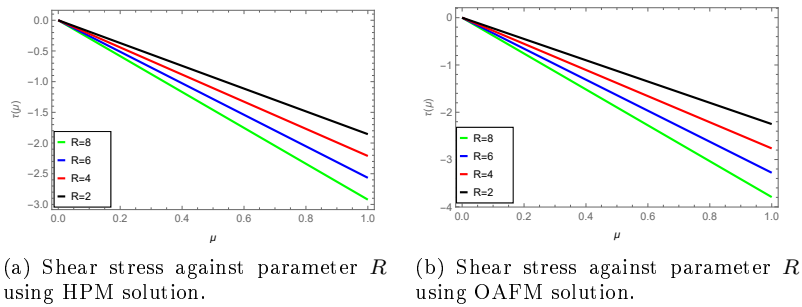 0.0
-0.5
-1.0
-1.5
-2.0
-2.5
-3.0
τ(μ)
R=8
R=6
R=4
R=2
0.0 0.2 0.4 0.6 0.8 1.0
μ
(a) Shear stress against parameter R
using HPM solution.
0
-1
-2
-3
-4
τ(μ)
R=8
R=6
R=4
R=2
0.0 0.2 0.4 0.6 0.8 1.0
μ
(b) Shear stress against parameter R
using OAFM solution.